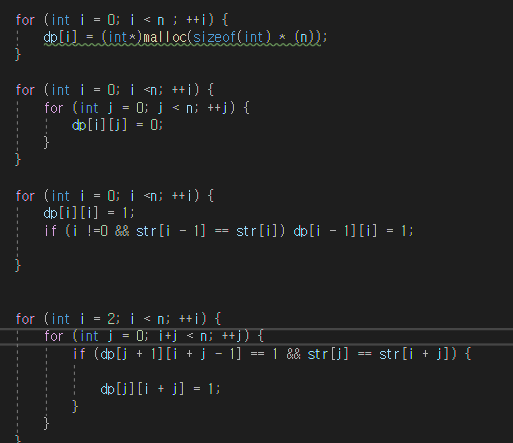 for (int i = 0; i < n ; ++i) {
dp[i] = (int*)malloc(sizeof(int) * (n));
}
for (int i = 0; i <n; ++i) {
for (int j = 0; j < n; ++j) {
dp[i][j] = 0;
}
}
for (int i = 0; i <n; ++i) {
dp[i][i] = 1;
if (i !=0 && str[i - 1] == str[i]) dp[i - 1][i] = 1;
}
for (int i = 2; i < n; ++i) {
for (int j = 0; i+j < n; ++j) {
if (dp[j + 1][i + j - 1] == 1 && str[j] == str[i + j]) {
dp[j][i + j] = 1;
}
}
}